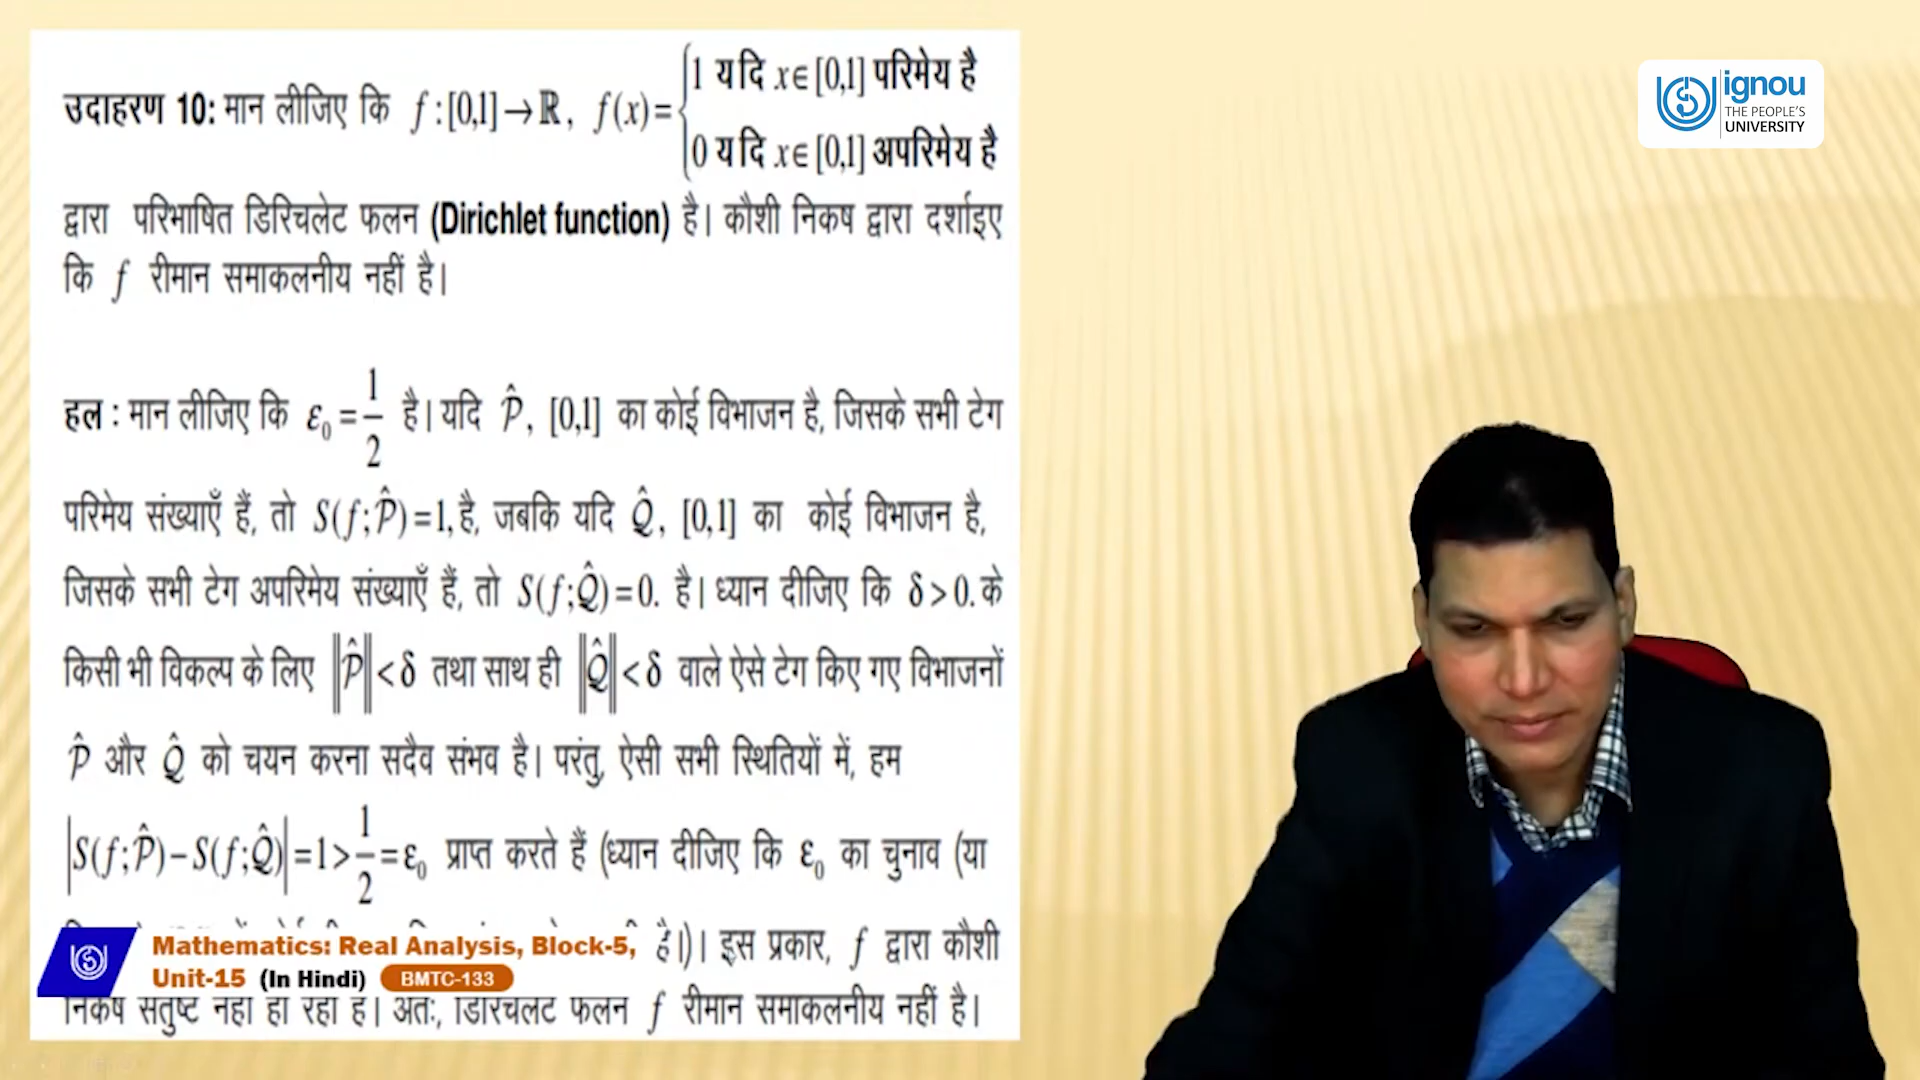 उदाहरण 10: मान लीजिए कि f:[0,1]→ℝ, f(x)={1 यदि x∈[0,1] परिमेय है
0 यदि x∈[0,1] अपरिमेय है
द्वारा परिभाषित डिरिचलेट फलन (Dirichlet function) है। कौशी निकष द्वारा दर्शाइए
कि f रीमान समाकलनीय नहीं है।
हल : मान लीजिए कि ε₀=1/2 है। यदि P̂, [0,1] का कोई विभाजन है, जिसके सभी टेग
परिमेय संख्याएँ हैं, तो S(f;P̂)=1, है, जबकि यदि Q̂, [0,1] का कोई विभाजन है,
जिसके सभी टेग अपरिमेय संख्याएँ हैं, तो S(f;Q̂)=0. है। ध्यान दीजिए कि δ>0. के
किसी भी विकल्प के लिए ‖P̂‖<δ तथा साथ ही ‖Q̂‖<δ वाले ऐसे टेग किए गए विभाजनों
P̂ और Q̂ को चयन करना सदैव संभव है। परंतु, ऐसी सभी स्थितियों में, हम
|S(f;P̂)–S(f;Q̂)|=1>1/2=ε₀ प्राप्त करते हैं (ध्यान दीजिए कि ε₀ का चुनाव (या
है।)। इस प्रकार, f द्वारा कौशी
निकष संतुष्ट नहीं हो रहा है। अतः, डिरिचलेट फलन f रीमान समाकलनीय नहीं है।
ignou
THE PEOPLE'S
UNIVERSITY
Mathematics: Real Analysis, Block-5,
Unit-15 (In Hindi) BMTC-133